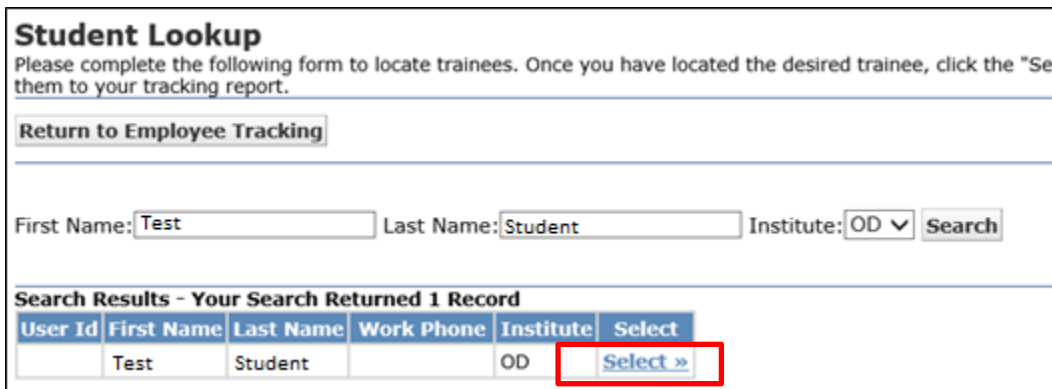 Student Lookup
Please complete the following form to locate trainees. Once you have located the desired trainee, click the "Se
them to your tracking report.
Return to Employee Tracking
First Name: Test Last Name: Student Institute: OD Search
Search Results - Your Search Returned 1 Record
User Id First Name Last Name Work Phone Institute Select
Test Student OD Select »